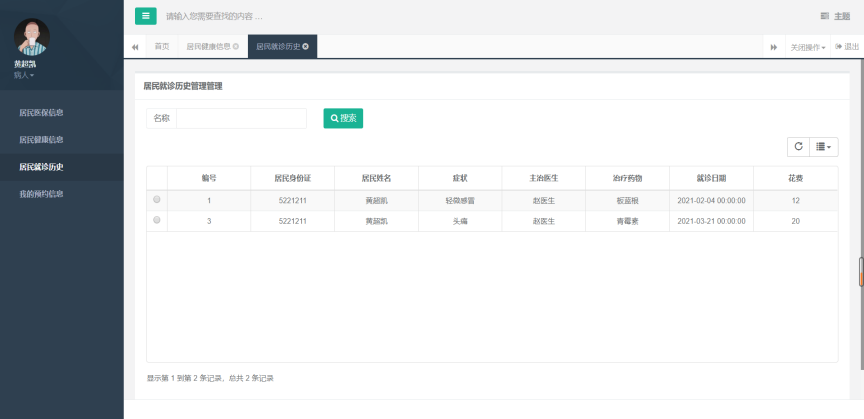 请输入您需要查找的内容 ...
主题
黄超凯
病人
首页
居民健康信息
居民就诊历史
关闭操作
退出
居民医保信息
居民健康信息
居民就诊历史
我的预约信息
居民就诊历史管理管理
名称
搜索
编号 居民身份证 居民姓名 症状 主治医生 治疗药物 就诊日期 花费
1 5221211 黄超凯 轻微感冒 赵医生 板蓝根 2021-02-04 00:00:00 12
3 5221211 黄超凯 头痛 赵医生 青霉素 2021-03-21 00:00:00 20
显示第 1 到第 2 条记录，总共 2 条记录